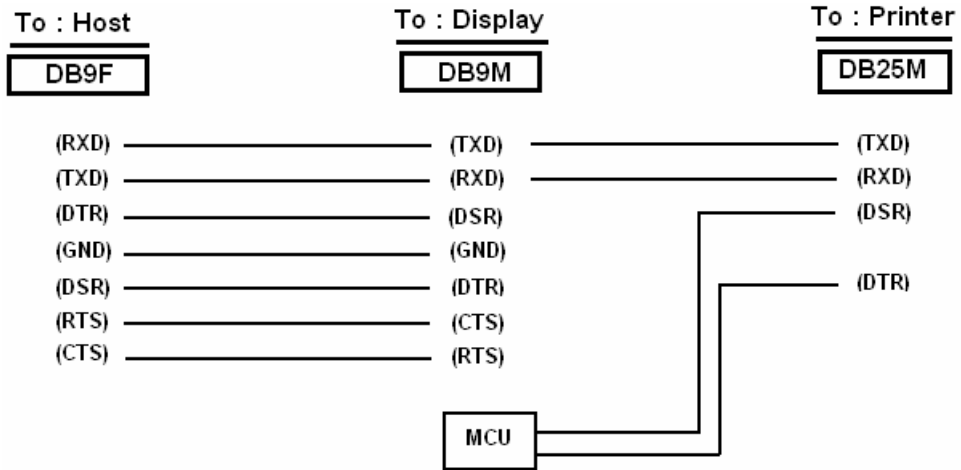 To : Host To : Display To : Printer
DB9F DB9M DB25M
(RXD) (TXD) (TXD)
(TXD) (RXD) (RXD)
(DTR) (DSR) (DSR)
(GND) (GND)
(DSR) (DTR) (DTR)
(RTS) (CTS)
(CTS) (RTS)
MCU